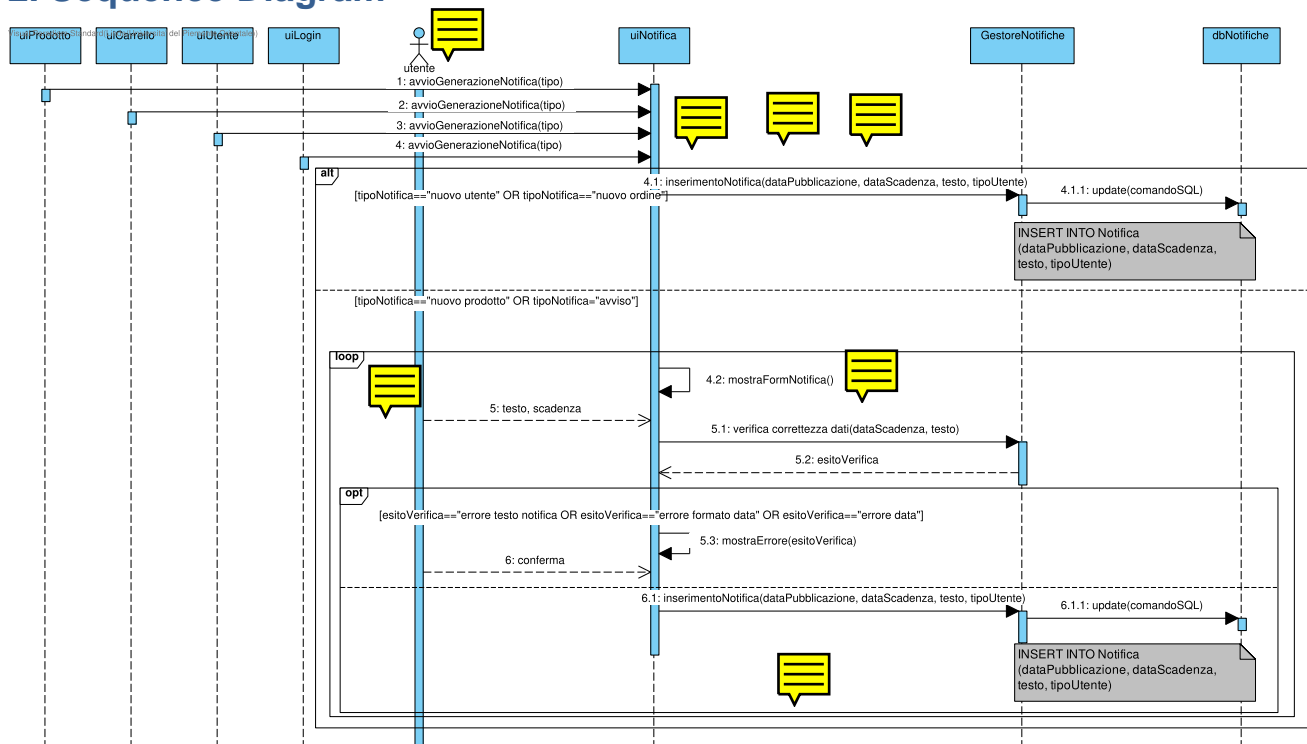 2. Sequence Diagram
uiProdotto
uiCarrello
uiUtente
uiLogin
utente
uiNotifica
GestoreNotifiche
dbNotifiche
1: avvioGenerazioneNotifica(tipo)
2: avvioGenerazioneNotifica(tipo)
3: avvioGenerazioneNotifica(tipo)
4: avvioGenerazioneNotifica(tipo)
alt
4.1: inserimentoNotifica(dataPubblicazione, dataScadenza, testo, tipoUtente)
4.1.1: update(comandoSQL)
[tipoNotifica=="nuovo utente" OR tipoNotifica=="nuovo ordine"]
INSERT INTO Notifica
(dataPubblicazione, dataScadenza,
testo, tipoUtente)
[tipoNotifica=="nuovo prodotto" OR tipoNotifica="avviso"]
loop
4.2: mostraFormNotifica()
5: testo, scadenza
5.1: verifica correttezza dati(dataScadenza, testo)
5.2: esitoVerifica
opt
[esitoVerifica=="errore testo notifica OR esitoVerifica=="errore formato data" OR esitoVerifica=="errore data"]
5.3: mostraErrore(esitoVerifica)
6: conferma
6.1: inserimentoNotifica(dataPubblicazione, dataScadenza, testo, tipoUtente)
6.1.1: update(comandoSQL)
INSERT INTO Notifica
(dataPubblicazione, dataScadenza,
testo, tipoUtente)